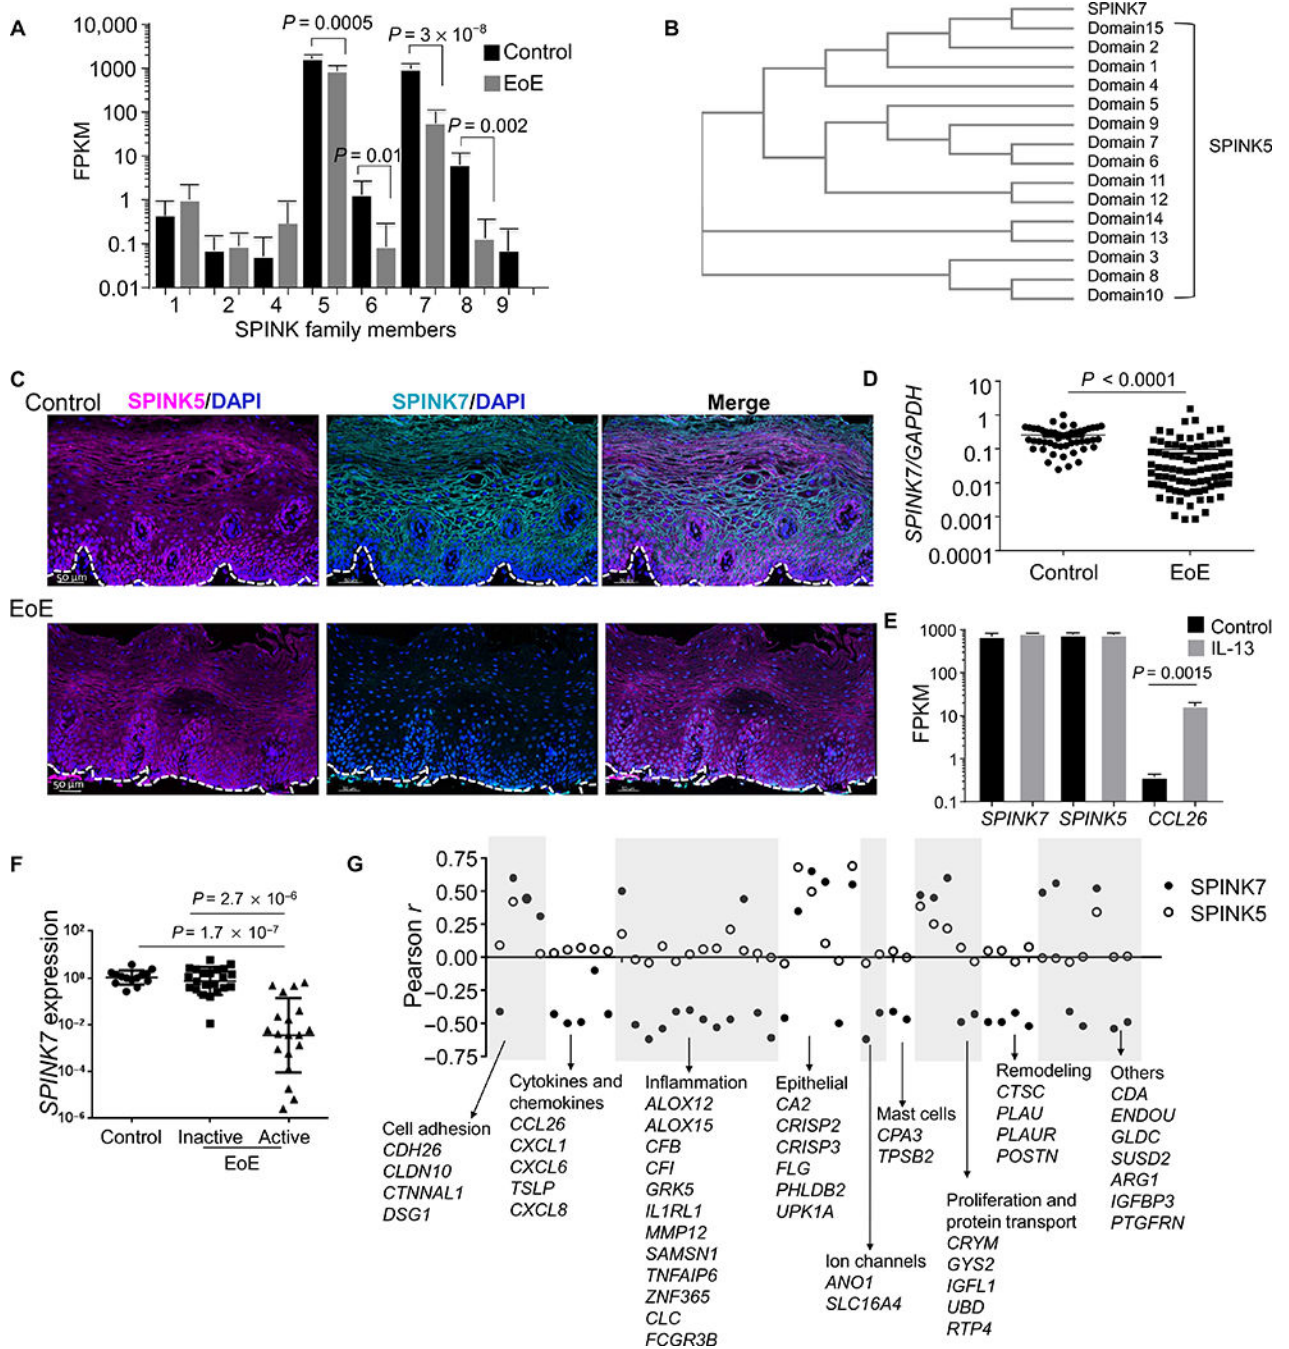 A
10,000
1000
100
10
1
0.1
0.01
FPKM
P = 0.0005
P = 3 × 10⁻⁸
P = 0.01
P = 0.002
Control
EoE
1 2 4 5 6 7 8 9
SPINK family members
B
SPINK7
Domain15
Domain 2
Domain 1
Domain 4
Domain 5
Domain 9
Domain 7
Domain 6
Domain 11
Domain 12
Domain14
Domain 13
Domain 3
Domain 8
Domain10
SPINK5
C
Control
SPINK5/DAPI
SPINK7/DAPI
Merge
50 µm
EoE
50 µm
D
P < 0.0001
SPINK7/GAPDH
10
1
0.1
0.01
0.001
0.0001
Control EoE
E
Control
IL-13
P = 0.0015
FPKM
1000
100
10
1
0.1
SPINK7 SPINK5 CCL26
F
P = 2.7 × 10⁻⁶
P = 1.7 × 10⁻⁷
SPINK7 expression
10²
10⁰
10⁻²
10⁻⁴
10⁻⁶
Control Inactive Active
EoE
G
Pearson r
0.75
0.50
0.25
0.00
−0.25
−0.50
−0.75
SPINK7
SPINK5
Cell adhesion
CDH26
CLDN10
CTNNAL1
DSG1
Cytokines and
chemokines
CCL26
CXCL1
CXCL6
TSLP
CXCL8
Inflammation
ALOX12
ALOX15
CFB
CFI
GRK5
IL1RL1
MMP12
SAMSN1
TNFAIP6
ZNF365
CLC
FCGR3B
Epithelial
CA2
CRISP2
CRISP3
FLG
PHLDB2
UPK1A
Ion channels
ANO1
SLC16A4
Mast cells
CPA3
TPSB2
Proliferation and
protein transport
CRYM
GYS2
IGFL1
UBD
RTP4
Remodeling
CTSC
PLAU
PLAUR
POSTN
Others
CDA
ENDOU
GLDC
SUSD2
ARG1
IGFBP3
PTGFRN